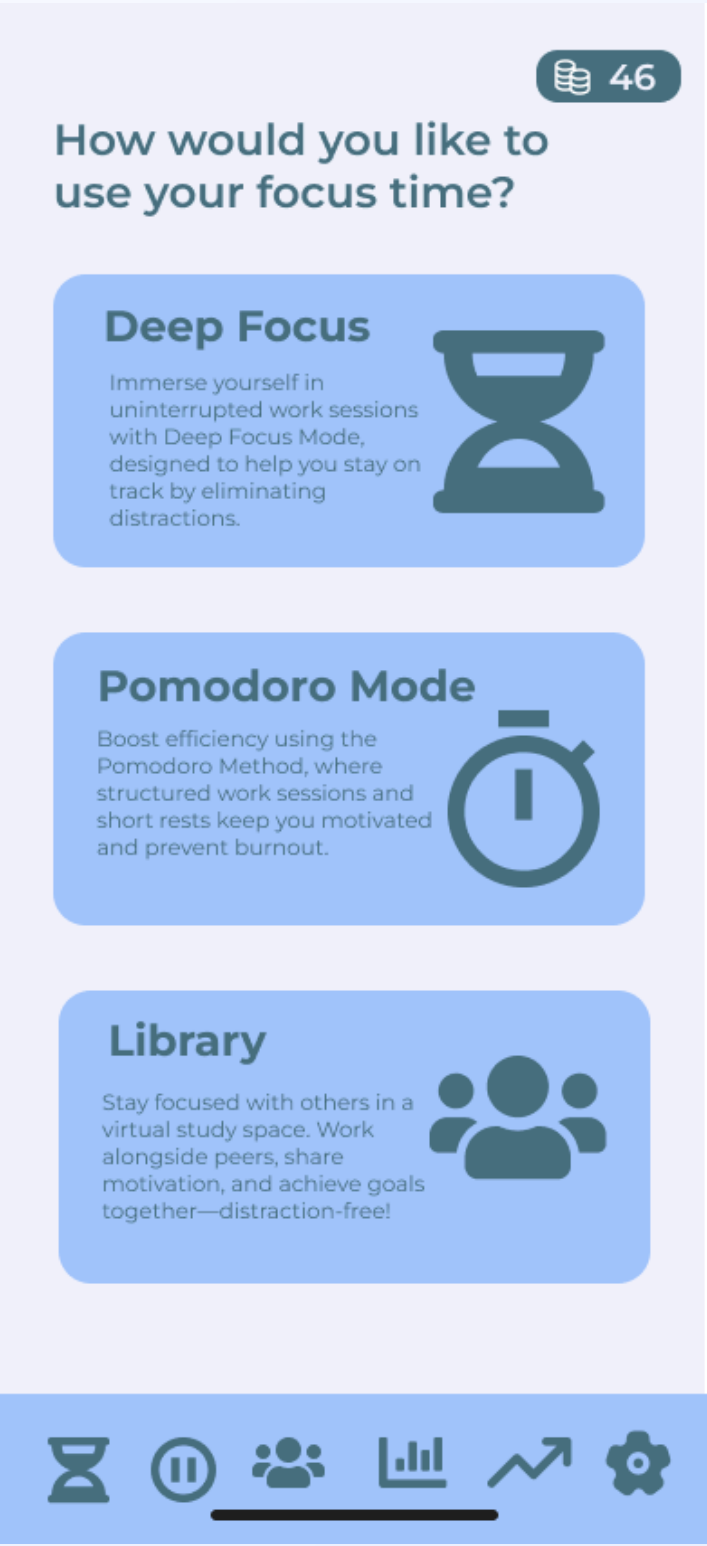 46
How would you like to
use your focus time?
Deep Focus
Immerse yourself in
uninterrupted work sessions
with Deep Focus Mode,
designed to help you stay on
track by eliminating
distractions.
Pomodoro Mode
Boost efficiency using the
Pomodoro Method, where
structured work sessions and
short rests keep you motivated
and prevent burnout.
Library
Stay focused with others in a
virtual study space. Work
alongside peers, share
motivation, and achieve goals
together—distraction-free!